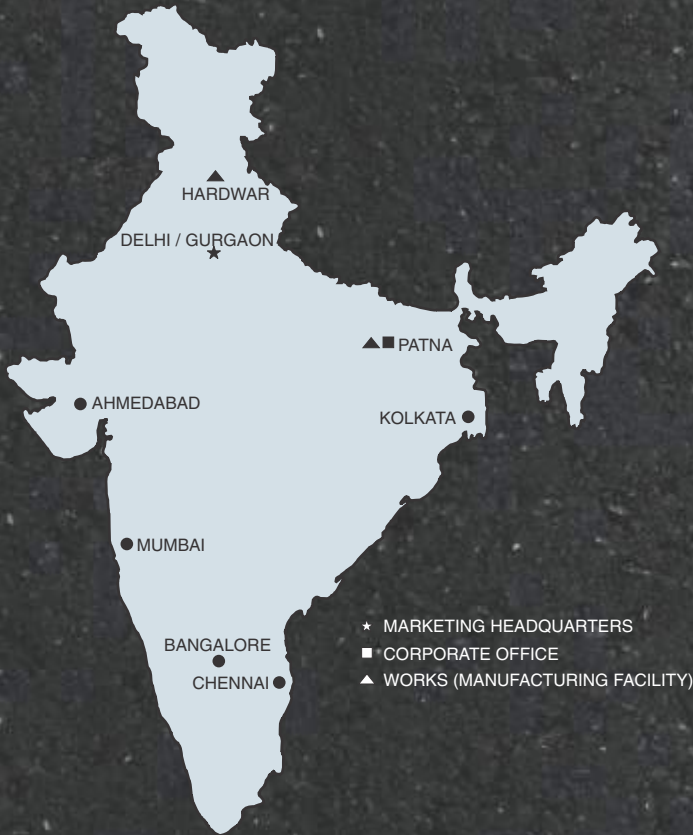 HARDWAR
DELHI / GURGAON
PATNA
AHMEDABAD
KOLKATA
MUMBAI
BANGALORE
CHENNAI
MARKETING HEADQUARTERS
CORPORATE OFFICE
WORKS (MANUFACTURING FACILITY)